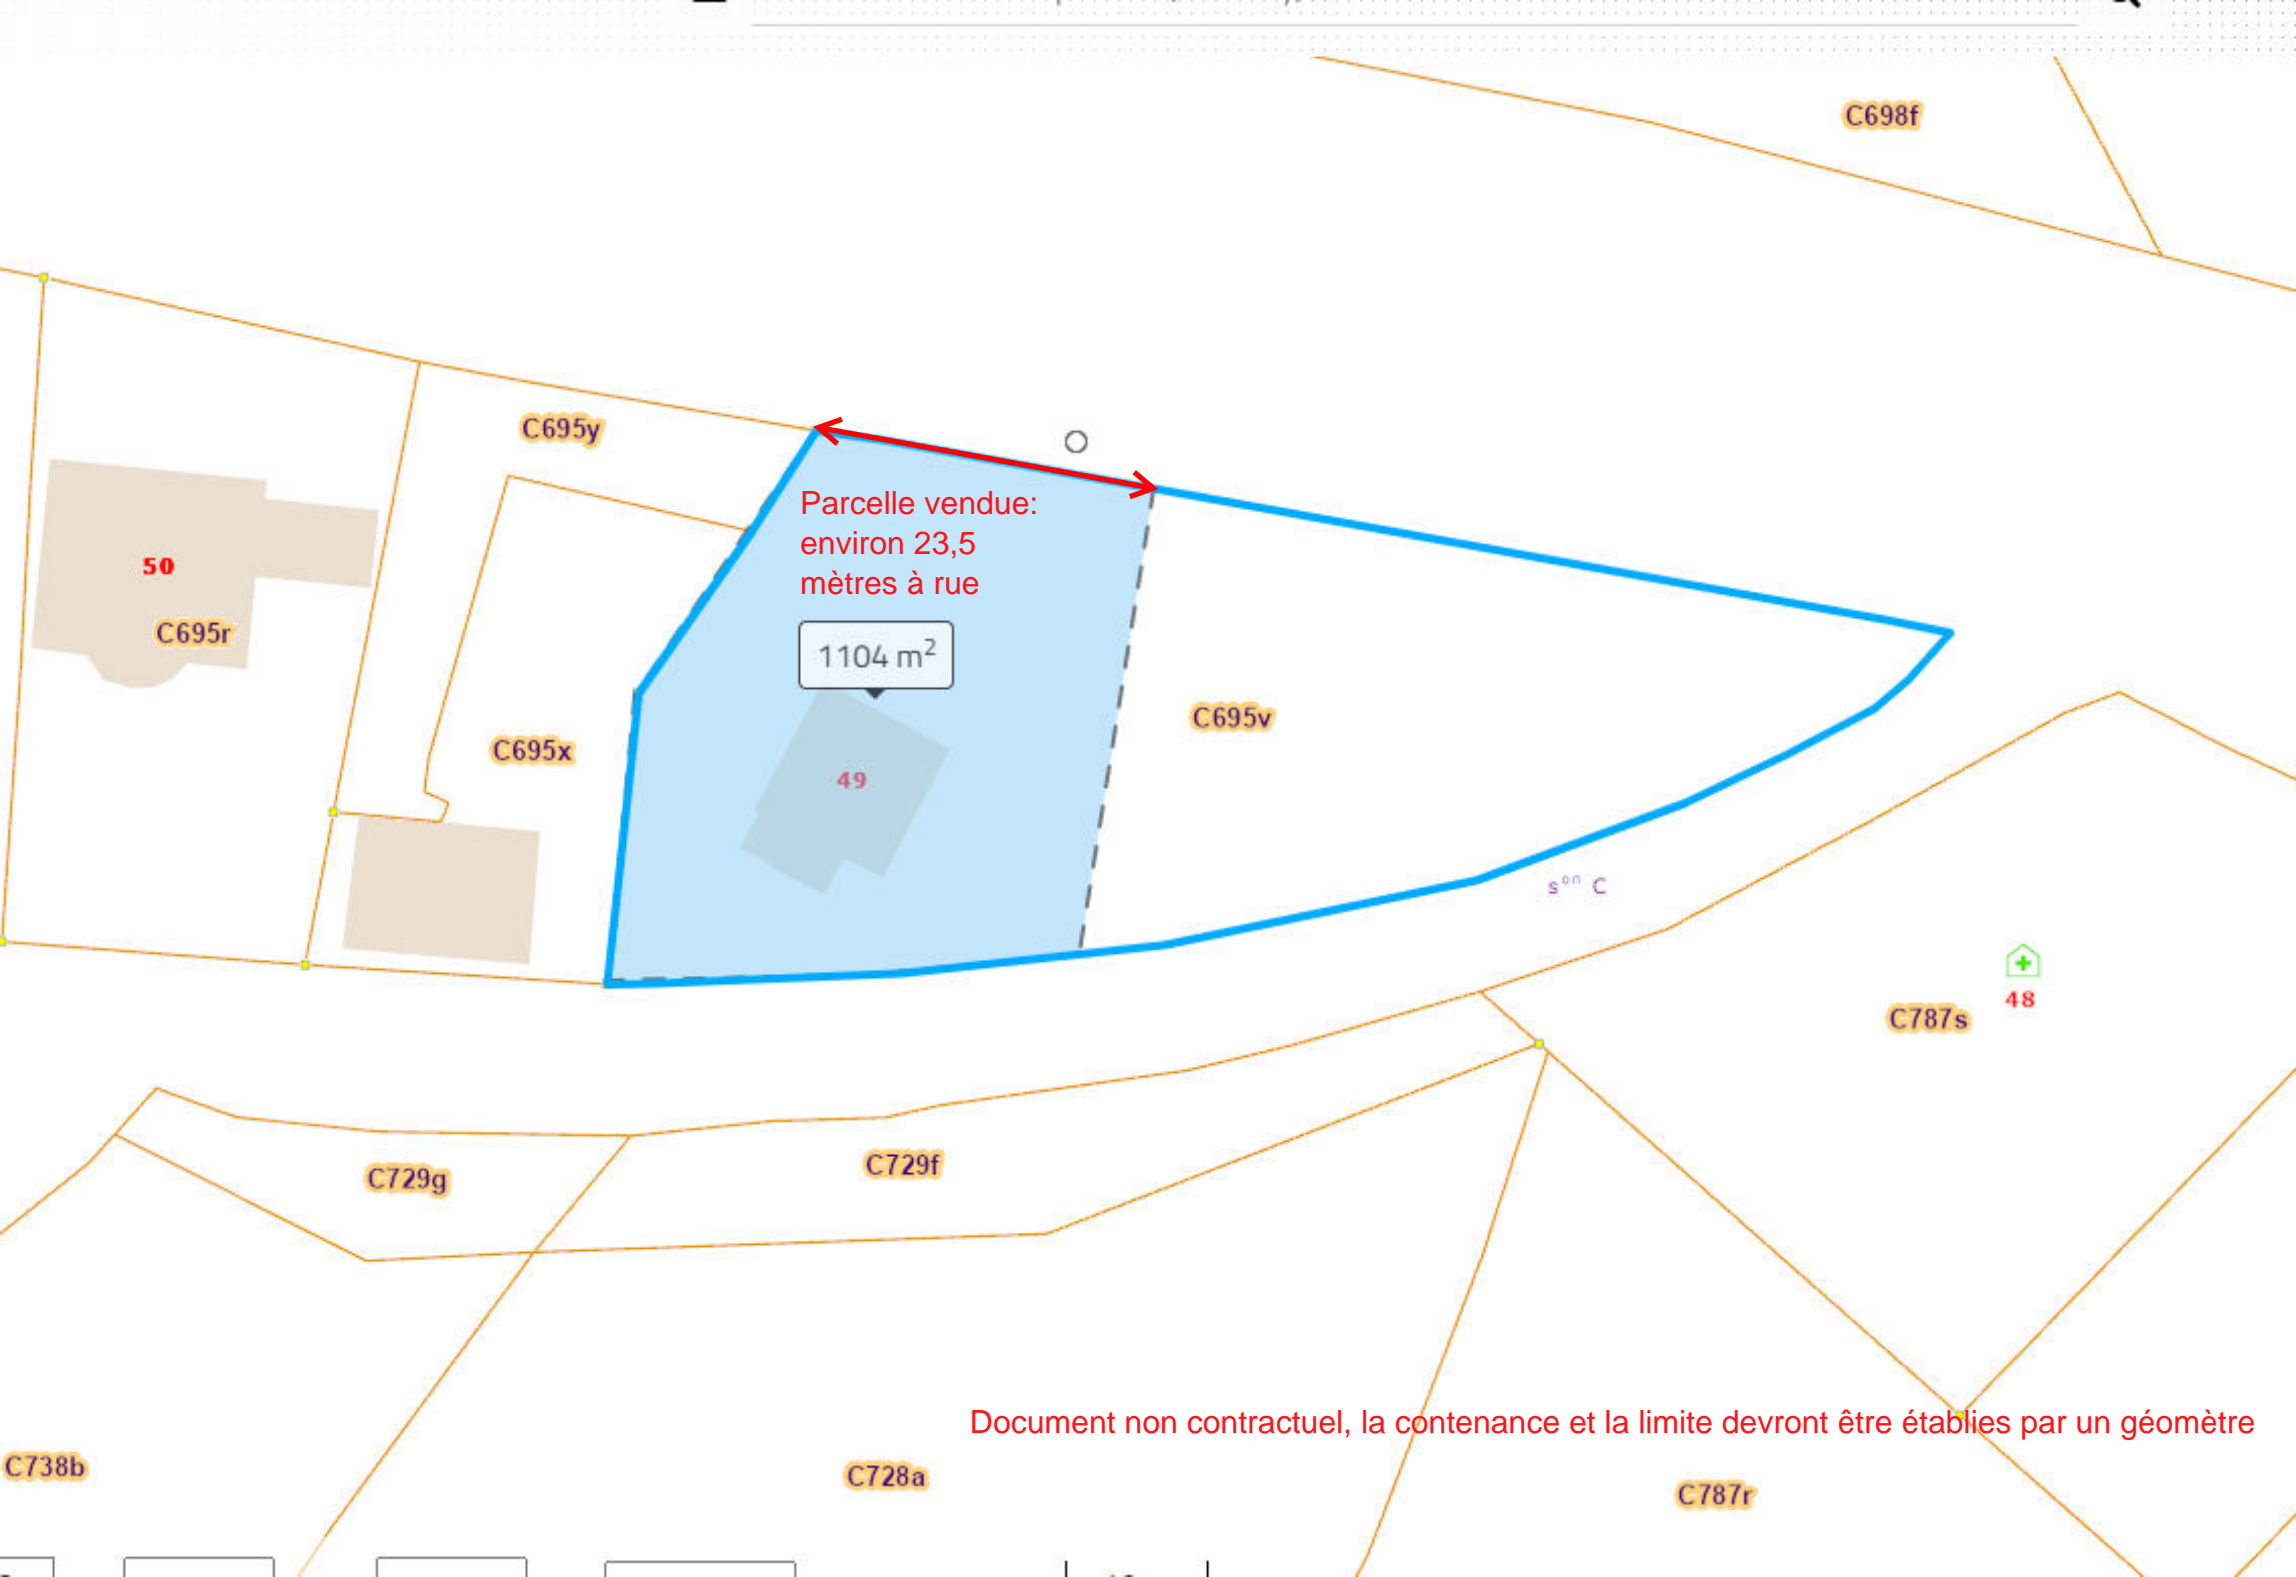 C698f
C695y
Parcelle vendue:
environ 23,5
mètres à rue
50
C695r
1104 m²
C695v
C695x
49
sᵒⁿ C
48
C787s
C729f
C729g
Document non contractuel, la contenance et la limite devront être établies par un géomètre
C738b
C728a
C787r